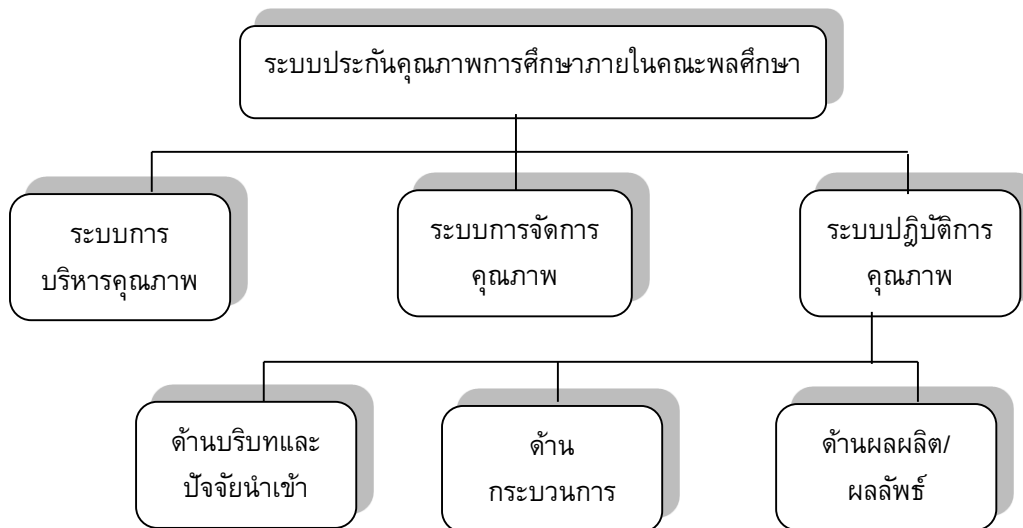 ระบบประกันคุณภาพการศึกษาภายในคณะพลศึกษา
ระบบการ
บริหารคุณภาพ
ระบบการจัดการ
คุณภาพ
ระบบปฏิบัติการ
คุณภาพ
ด้านบริบทและ
ปัจจัยนำเข้า
ด้าน
กระบวนการ
ด้านผลผลิต/
ผลลัพธ์